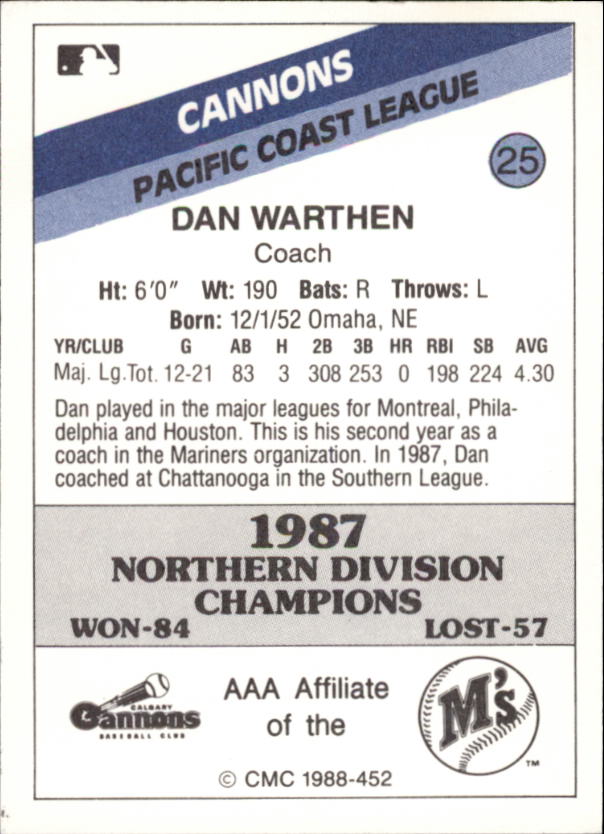 CANNONS
PACIFIC COAST LEAGUE
25
DAN WARTHEN
Coach
Ht: 6'0" Wt: 190 Bats: R Throws: L
Born: 12/1/52 Omaha, NE
YR/CLUB G AB H 2B 3B HR RBI SB AVG
Maj. Lg.Tot. 12-21 83 3 308 253 0 198 224 4.30
Dan played in the major leagues for Montreal, Phila-
delphia and Houston. This is his second year as a
coach in the Mariners organization. In 1987, Dan
coached at Chattanooga in the Southern League.
1987
NORTHERN DIVISION
CHAMPIONS
WON-84 LOST-57
CALGARY
Cannons
BASEBALL CLUB
AAA Affiliate
of the
M's
TM
© CMC 1988-452